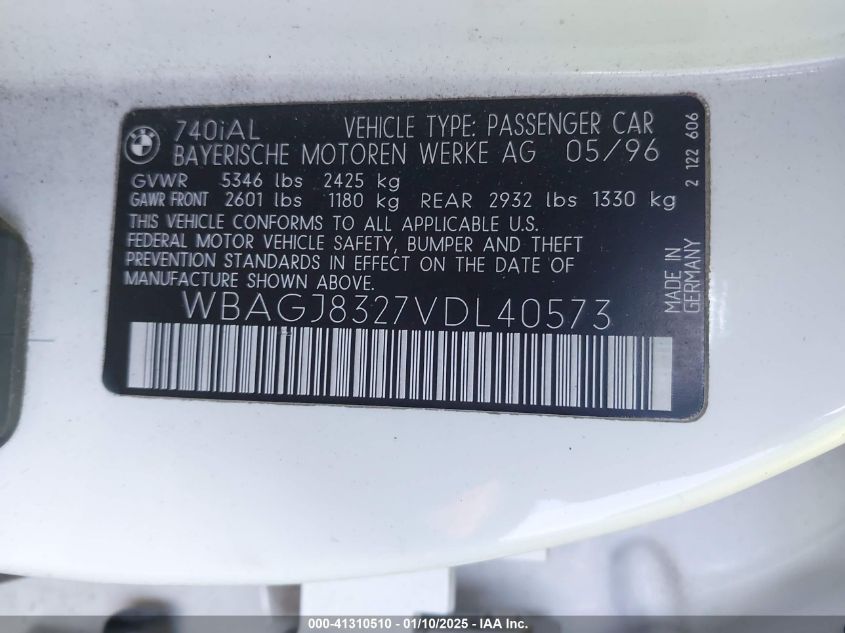 740iAL VEHICLE TYPE: PASSENGER CAR
BAYERISCHE MOTOREN WERKE AG 05/96
GVWR 5346 lbs 2425 kg
GAWR FRONT 2601 lbs 1180 kg REAR 2932 lbs 1330 kg
THIS VEHICLE CONFORMS TO ALL APPLICABLE U.S.
FEDERAL MOTOR VEHICLE SAFETY, BUMPER AND THEFT
PREVENTION STANDARDS IN EFFECT ON THE DATE OF
MANUFACTURE SHOWN ABOVE.
WBAGJ8327VDL40573
2 122 606
MADE IN
GERMANY
000-41310510 - 01/10/2025 - IAA Inc.